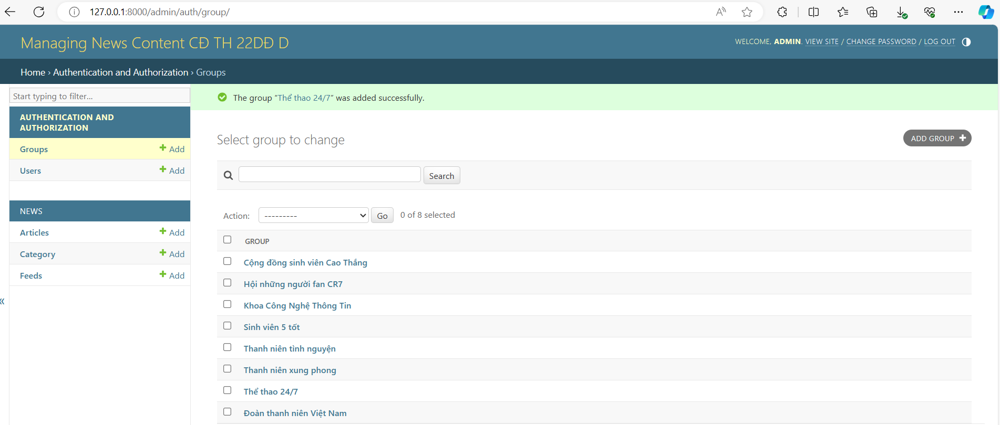 127.0.0.1:8000/admin/auth/group/
Managing News Content CĐ TH 22DĐ D
WELCOME, ADMIN. VIEW SITE / CHANGE PASSWORD / LOG OUT
Home › Authentication and Authorization › Groups
Start typing to filter...
The group “Thể thao 24/7” was added successfully.
AUTHENTICATION AND
AUTHORIZATION
Groups Add
Users Add
NEWS
Articles Add
Category Add
Feeds Add
«
Select group to change
ADD GROUP
Search
Action: --------- Go 0 of 8 selected
GROUP
Cộng đồng sinh viên Cao Thắng
Hội những người fan CR7
Khoa Công Nghệ Thông Tin
Sinh viên 5 tốt
Thanh niên tình nguyện
Thanh niên xung phong
Thể thao 24/7
Đoàn thanh niên Việt Nam